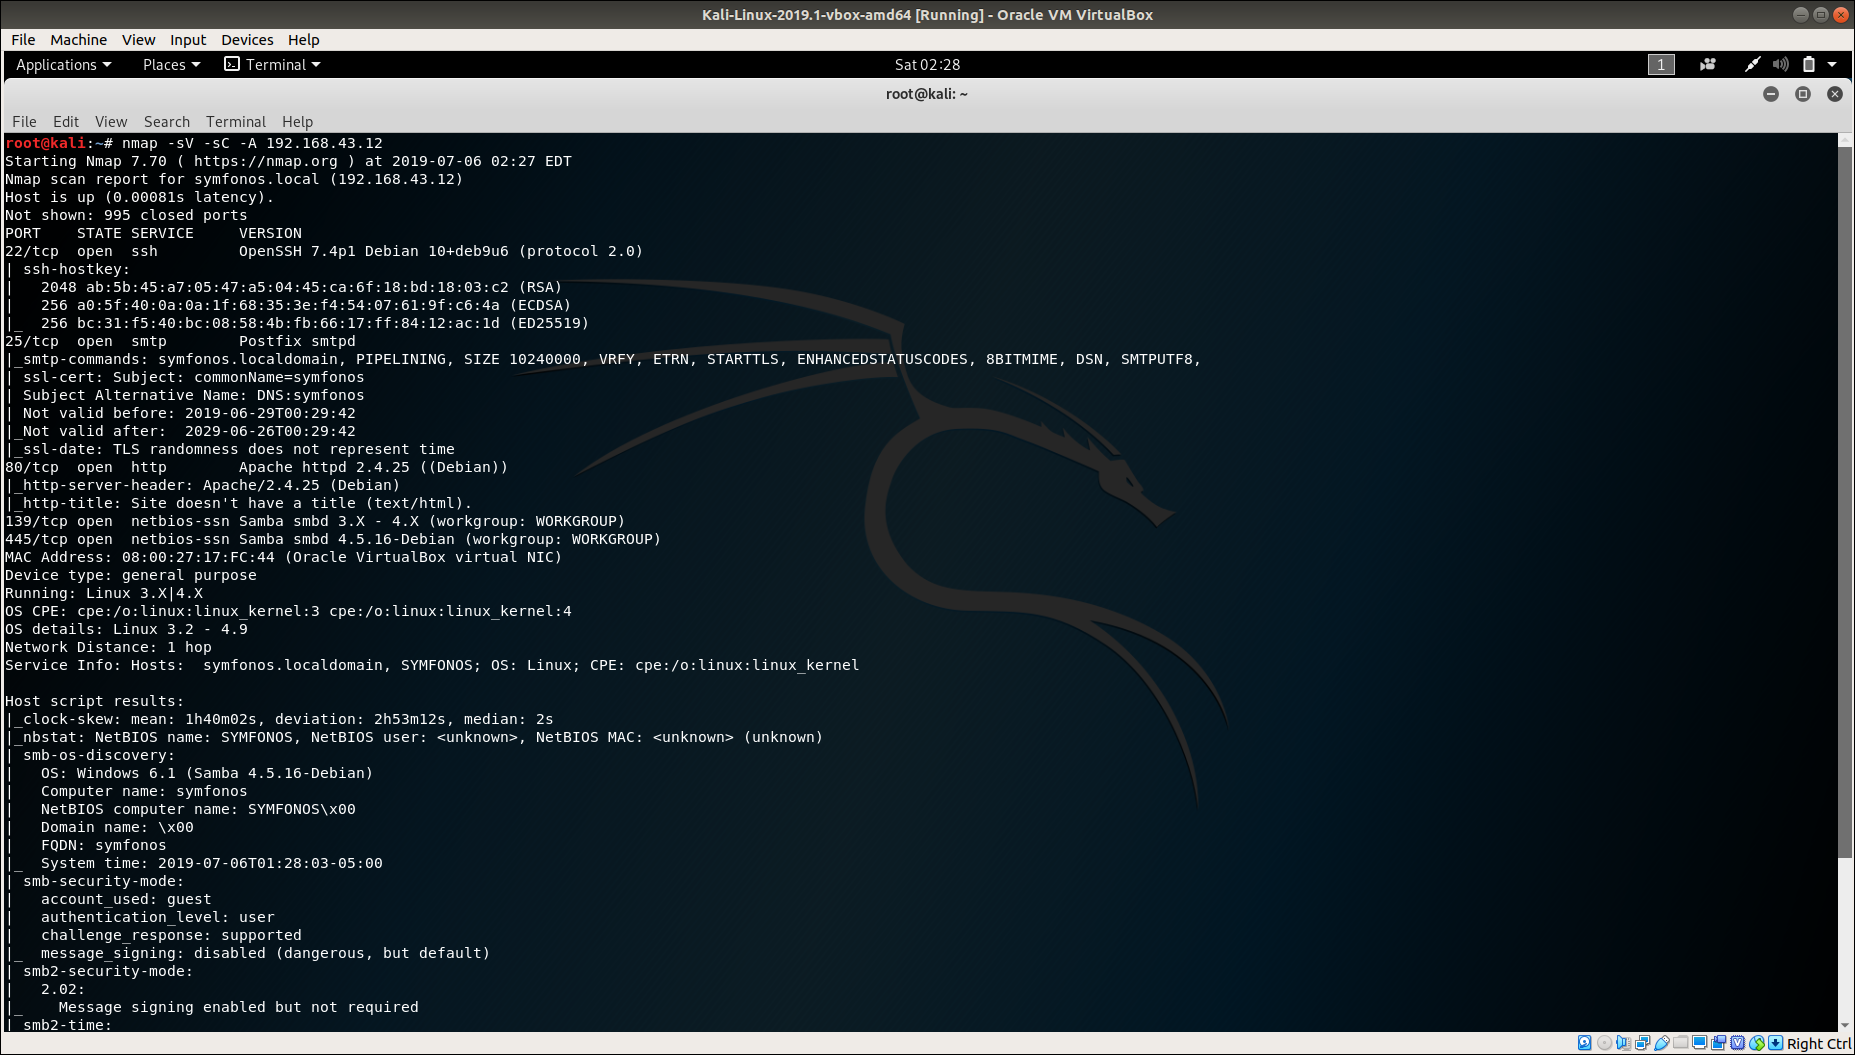 Kali-Linux-2019.1-vbox-amd64 [Running] - Oracle VM VirtualBox
File Machine View Input Devices Help
Applications Places Terminal Sat 02:28 1
root@kali: ~
File Edit View Search Terminal Help
root@kali:~# nmap -sV -sC -A 192.168.43.12
Starting Nmap 7.70 ( https://nmap.org ) at 2019-07-06 02:27 EDT
Nmap scan report for symfonos.local (192.168.43.12)
Host is up (0.00081s latency).
Not shown: 995 closed ports
PORT    STATE SERVICE     VERSION
22/tcp  open  ssh         OpenSSH 7.4p1 Debian 10+deb9u6 (protocol 2.0)
| ssh-hostkey:
|   2048 ab:5b:45:a7:05:47:a5:04:45:ca:6f:18:bd:18:03:c2 (RSA)
|   256 a0:5f:40:0a:0a:1f:68:35:3e:f4:54:07:61:9f:c6:4a (ECDSA)
|_  256 bc:31:f5:40:bc:08:58:4b:fb:66:17:ff:84:12:ac:1d (ED25519)
25/tcp  open  smtp        Postfix smtpd
|_smtp-commands: symfonos.localdomain, PIPELINING, SIZE 10240000, VRFY, ETRN, STARTTLS, ENHANCEDSTATUSCODES, 8BITMIME, DSN, SMTPUTF8,
| ssl-cert: Subject: commonName=symfonos
| Subject Alternative Name: DNS:symfonos
| Not valid before: 2019-06-29T00:29:42
|_Not valid after:  2029-06-26T00:29:42
|_ssl-date: TLS randomness does not represent time
80/tcp  open  http        Apache httpd 2.4.25 ((Debian))
|_http-server-header: Apache/2.4.25 (Debian)
|_http-title: Site doesn't have a title (text/html).
139/tcp open  netbios-ssn Samba smbd 3.X - 4.X (workgroup: WORKGROUP)
445/tcp open  netbios-ssn Samba smbd 4.5.16-Debian (workgroup: WORKGROUP)
MAC Address: 08:00:27:17:FC:44 (Oracle VirtualBox virtual NIC)
Device type: general purpose
Running: Linux 3.X|4.X
OS CPE: cpe:/o:linux:linux_kernel:3 cpe:/o:linux:linux_kernel:4
OS details: Linux 3.2 - 4.9
Network Distance: 1 hop
Service Info: Hosts:  symfonos.localdomain, SYMFONOS; OS: Linux; CPE: cpe:/o:linux:linux_kernel
Host script results:
|_clock-skew: mean: 1h40m02s, deviation: 2h53m12s, median: 2s
|_nbstat: NetBIOS name: SYMFONOS, NetBIOS user: <unknown>, NetBIOS MAC: <unknown> (unknown)
| smb-os-discovery:
|   OS: Windows 6.1 (Samba 4.5.16-Debian)
|   Computer name: symfonos
|   NetBIOS computer name: SYMFONOS\x00
|   Domain name: \x00
|   FQDN: symfonos
|_  System time: 2019-07-06T01:28:03-05:00
| smb-security-mode:
|   account_used: guest
|   authentication_level: user
|   challenge_response: supported
|_  message_signing: disabled (dangerous, but default)
| smb2-security-mode:
|   2.02:
|_    Message signing enabled but not required
| smb2-time:
Right Ctrl